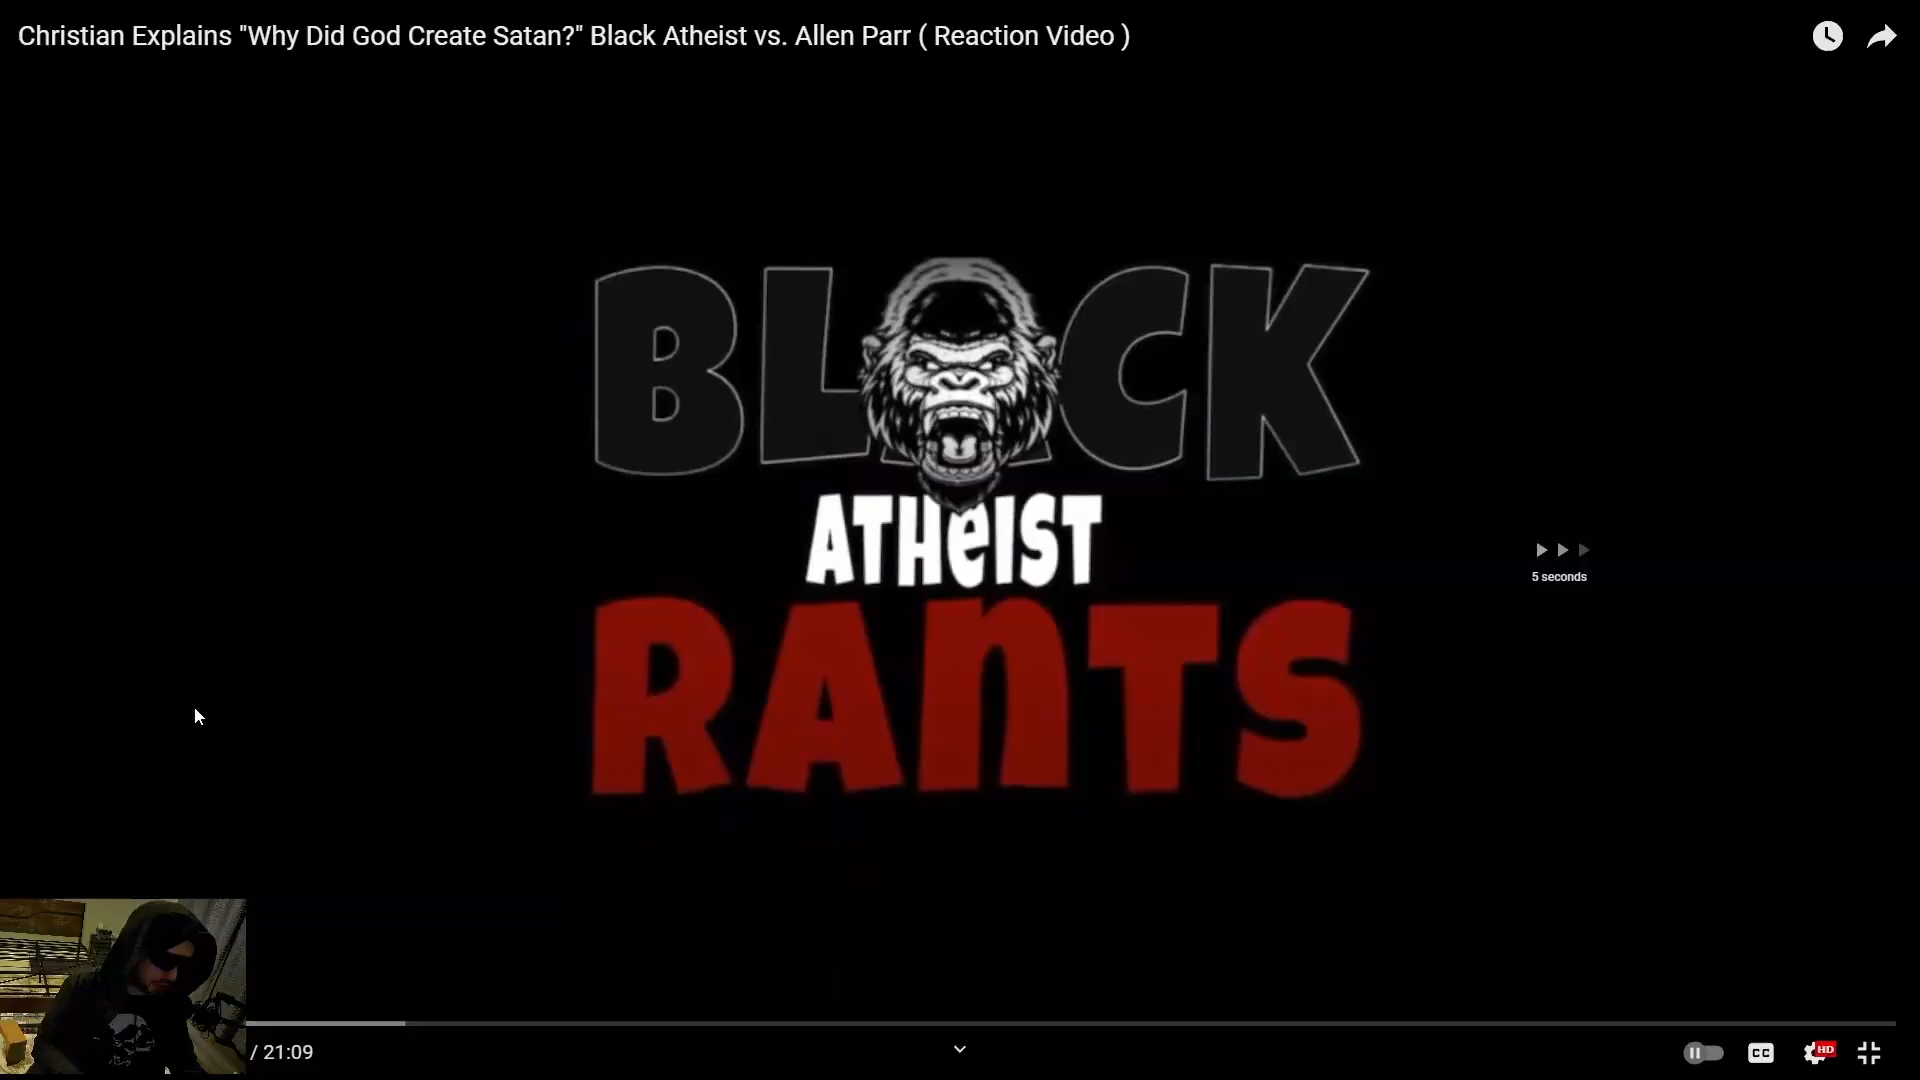 Christian Explains "Why Did God Create Satan?" Black Atheist vs. Allen Parr ( Reaction Video )
BLACK
ATHeIST
RAnTS
5 seconds
/ 21:09
CC
HD